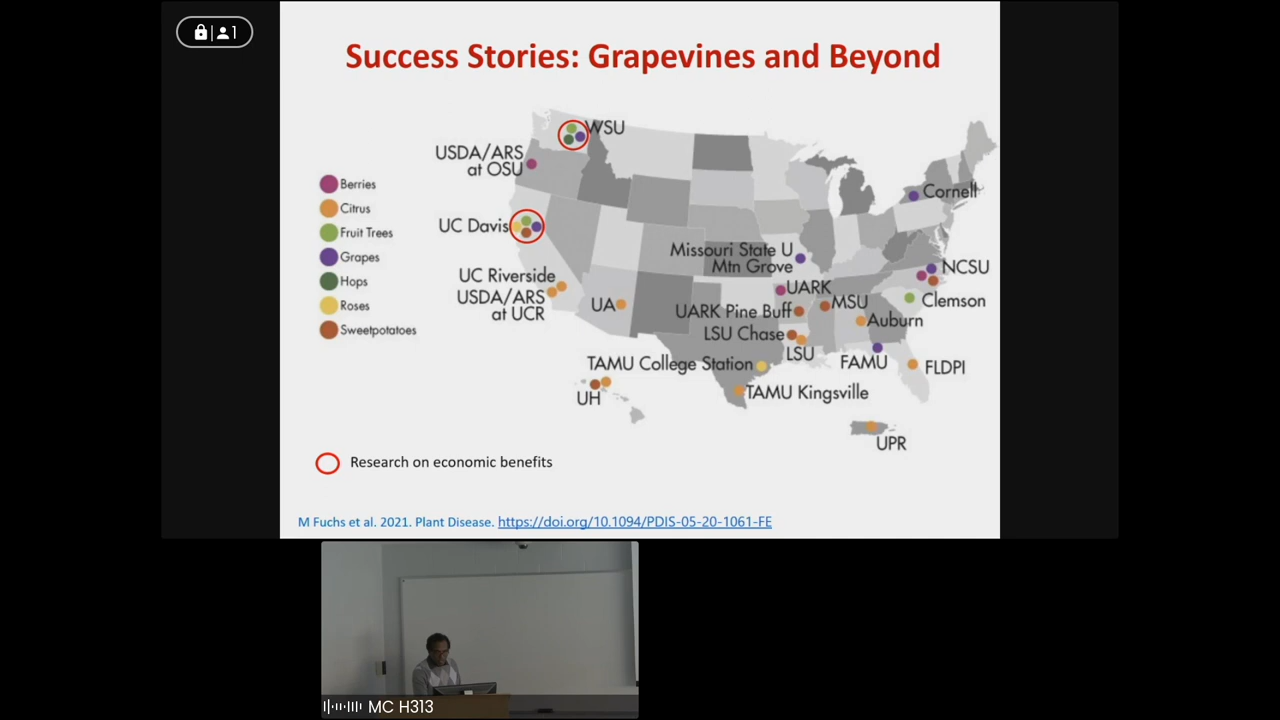 1
Success Stories: Grapevines and Beyond
WSU
USDA/ARS
at OSU
Berries
Citrus
Fruit Trees
Grapes
Hops
Roses
Sweetpotatoes
UC Davis
Cornell
Missouri State U
Mtn Grove
NCSU
UC Riverside
USDA/ARS
at UCR
UA
UARK
UARK Pine Buff
MSU
Clemson
Auburn
LSU Chase
LSU
FAMU
FLDPI
TAMU College Station
TAMU Kingsville
UH
UPR
Research on economic benefits
M Fuchs et al. 2021. Plant Disease. https://doi.org/10.1094/PDIS-05-20-1061-FE
MC H313